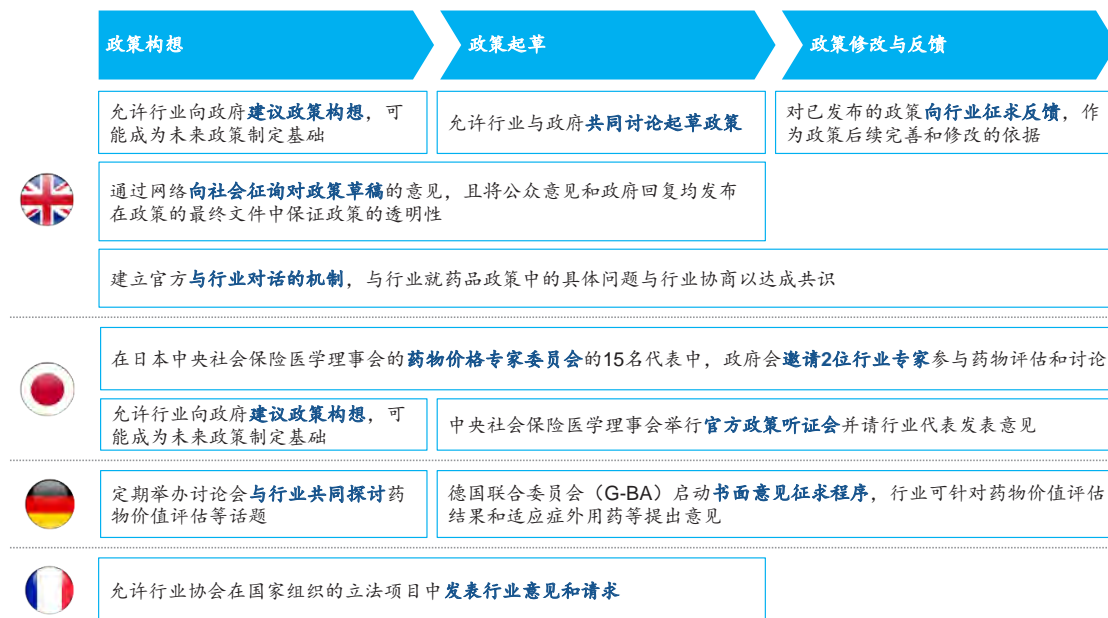 政策构想
政策起草
政策修改与反馈
允许行业向政府建议政策构想，可
能成为未来政策制定基础
允许行业与政府共同讨论起草政策
对已发布的政策向行业征求反馈，作
为政策后续完善和修改的依据
通过网络向社会征询对政策草稿的意见，且将公众意见和政府回复均发布
在政策的最终文件中保证政策的透明性
建立官方与行业对话的机制，与行业就药品政策中的具体问题与行业协商以达成共识
在日本中央社会保险医学理事会的药物价格专家委员会的15名代表中，政府会邀请2位行业专家参与药物评估和讨论
允许行业向政府建议政策构想，可
能成为未来政策制定基础
中央社会保险医学理事会举行官方政策听证会并请行业代表发表意见
定期举办讨论会与行业共同探讨药
物价值评估等话题
德国联合委员会（G-BA）启动书面意见征求程序，行业可针对药物价值评估
结果和适应症外用药等提出意见
允许行业协会在国家组织的立法项目中发表行业意见和请求